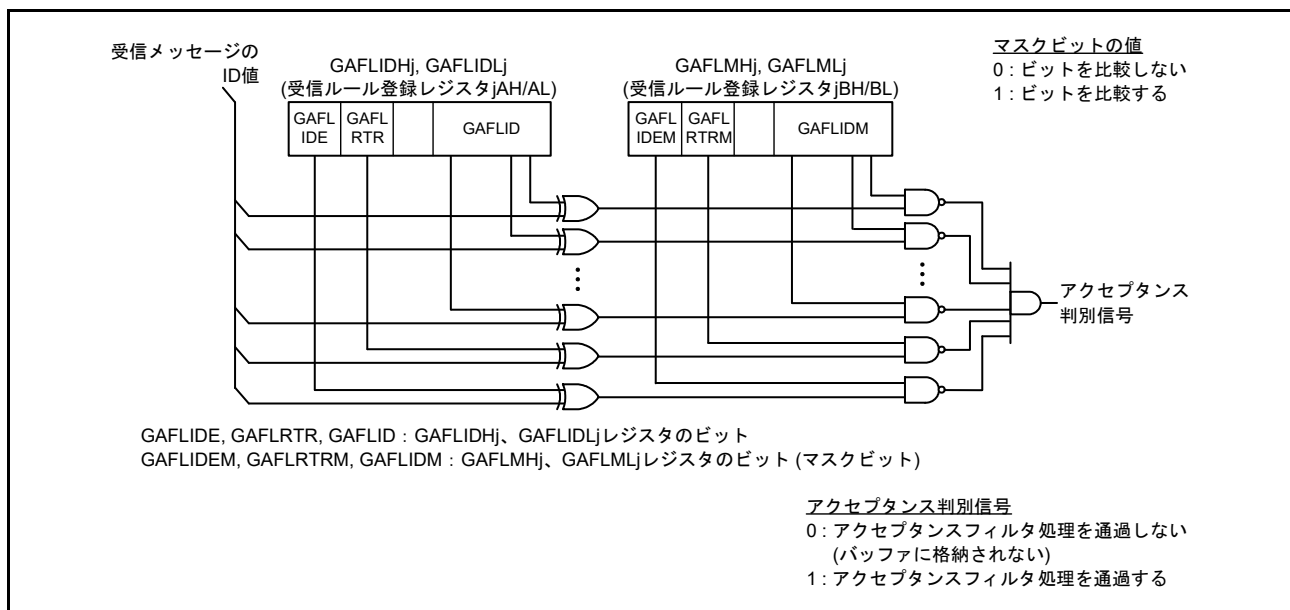 受信メッセージの
ID値
GAFLIDHj, GAFLIDLj
(受信ルール登録レジスタjAH/AL)
GAFL
IDE
GAFL
RTR
GAFLID
GAFLMHj, GAFLMLj
(受信ルール登録レジスタjBH/BL)
GAFL
IDEM
GAFL
RTRM
GAFLIDM
マスクビットの値
0 : ビットを比較しない
1 : ビットを比較する
アクセプタンス
判別信号
GAFLIDE, GAFLRTR, GAFLID : GAFLIDHj、GAFLIDLjレジスタのビット
GAFLIDEM, GAFLRTRM, GAFLIDM : GAFLMHj、GAFLMLjレジスタのビット (マスクビット)
アクセプタンス判別信号
0 : アクセプタンスフィルタ処理を通過しない
(バッファに格納されない)
1 : アクセプタンスフィルタ処理を通過する